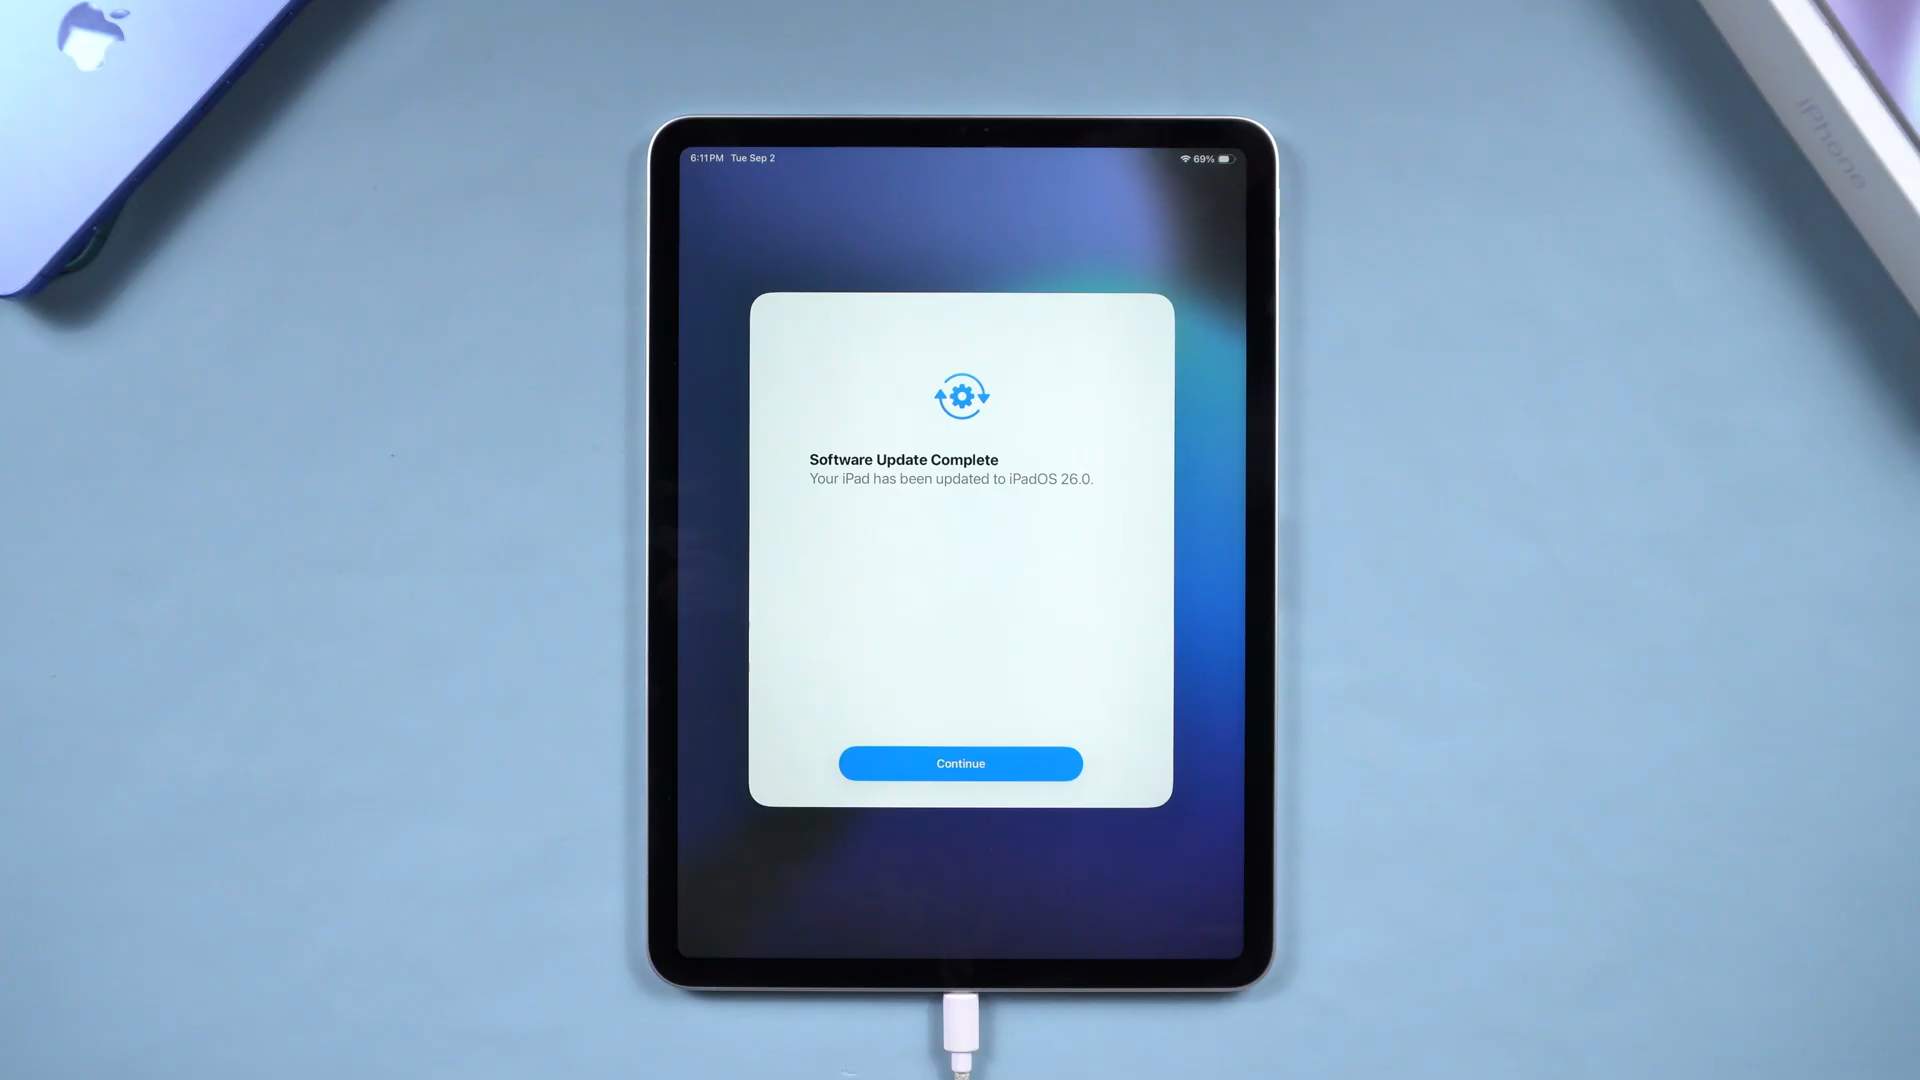 6:11 PM Tue Sep 2
69%
Software Update Complete
Your iPad has been updated to iPadOS 26.0.
Continue
iPhone